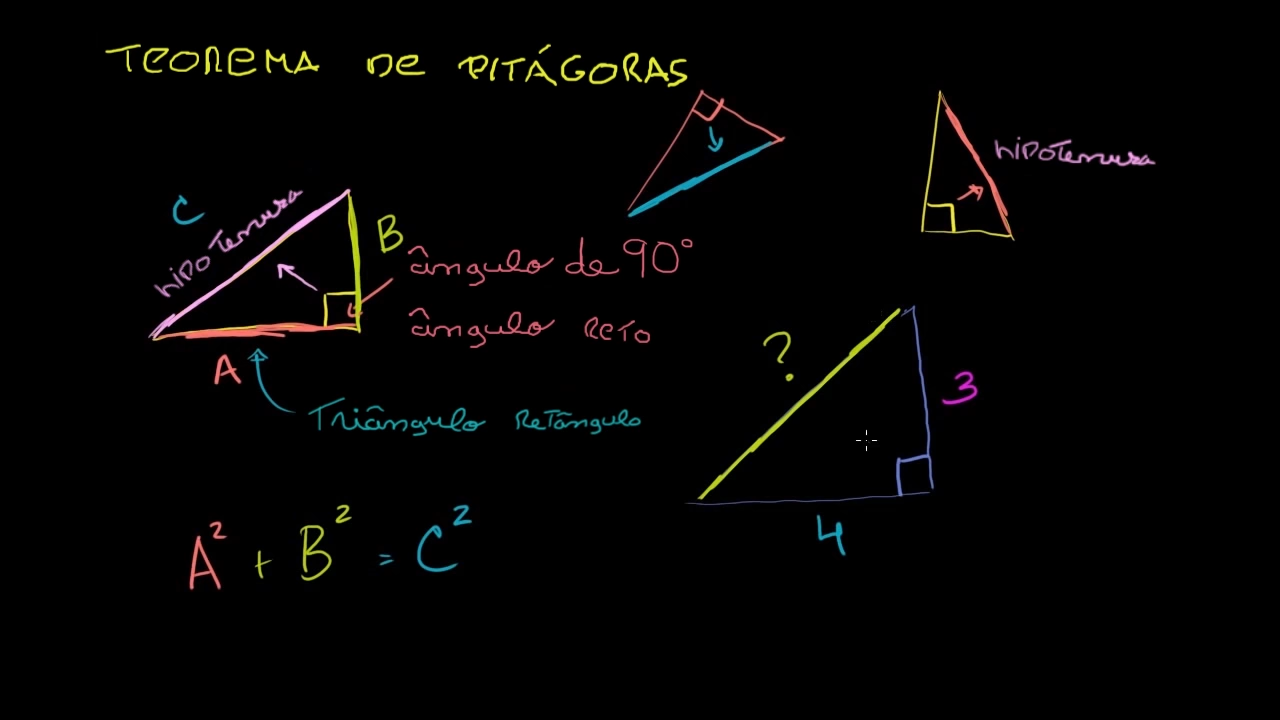 TEOREMA DE PITÁGORAS
hipotenusa
C
hipotenusa
B
ângulo de 90°
ângulo RETO
A
Triângulo Retângulo
?
3
4
A² + B² = C²